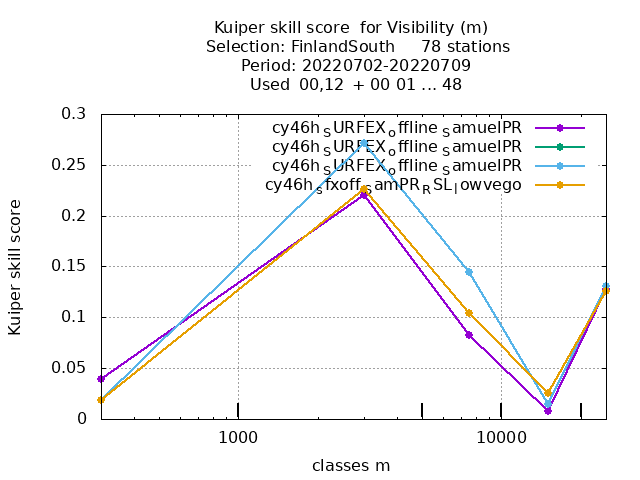 Kuiper skill score  for Visibility (m)
Selection: FinlandSouth     78 stations
Period: 20220702-20220709
Used  00,12  + 00 01 ... 48
0.3
0.25
0.2
0.15
0.1
0.05
0
Kuiper skill score
cy46h_SURFEX_offline_SamuelPR
cy46h_SURFEX_offline_SamuelPR
cy46h_SURFEX_offline_SamuelPR
cy46h_sfxoff_SamPR_RSL_lowvego
1000
10000
classes m